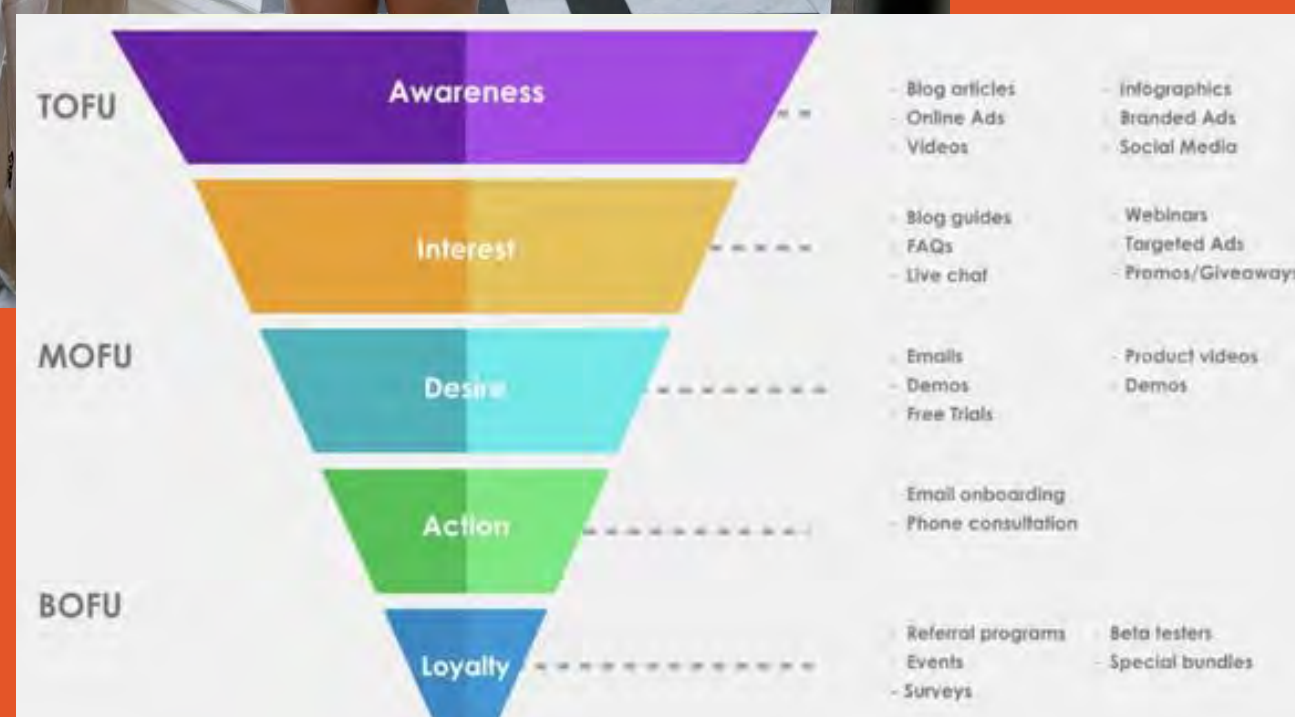 TOFU
Awareness
- Blog articles
- Online Ads
- Videos
- Infographics
- Branded Ads
- Social Media
Interest
- Blog guides
- FAQs
- Live chat
- Webinars
- Targeted Ads
- Promos/Giveaways
MOFU
Desire
- Emails
- Demos
- Free Trials
- Product videos
- Demos
Action
- Email onboarding
- Phone consultation
BOFU
Loyalty
- Referral programs
- Events
- Surveys
- Beta testers
- Special bundles